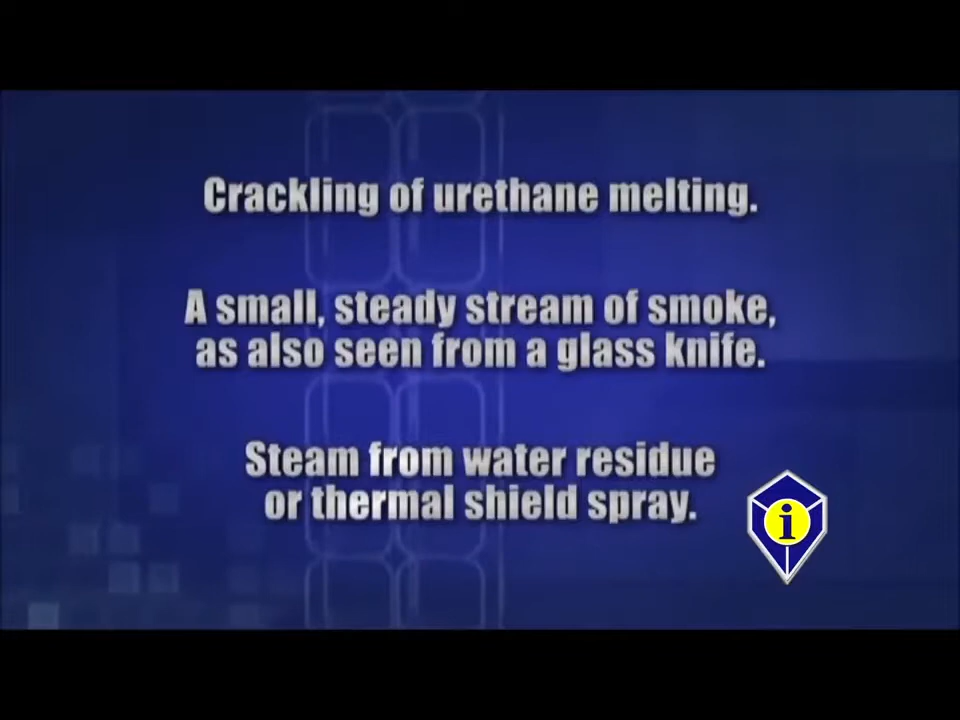 Crackling of urethane melting.
A small, steady stream of smoke,
as also seen from a glass knife.
Steam from water residue
or thermal shield spray.
i